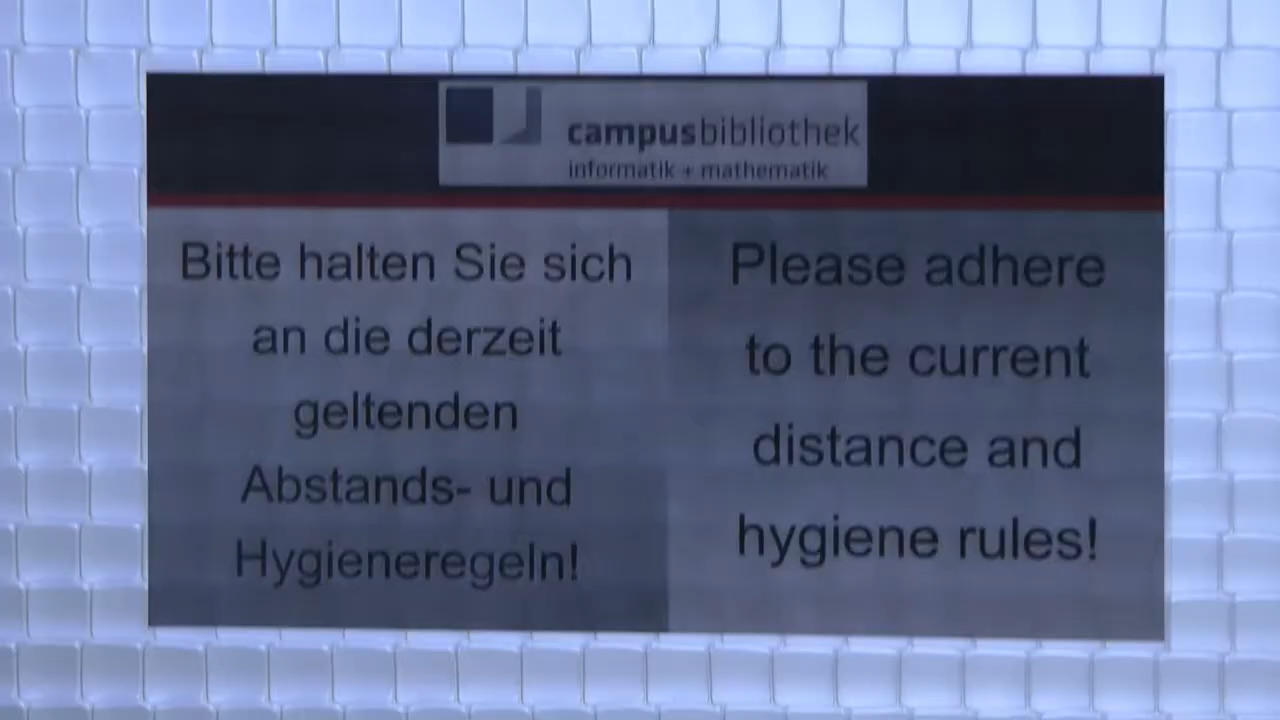 campusbibliothek
informatik + mathematik
Bitte halten Sie sich
an die derzeit
geltenden
Abstands- und
Hygieneregeln!
Please adhere
to the current
distance and
hygiene rules!